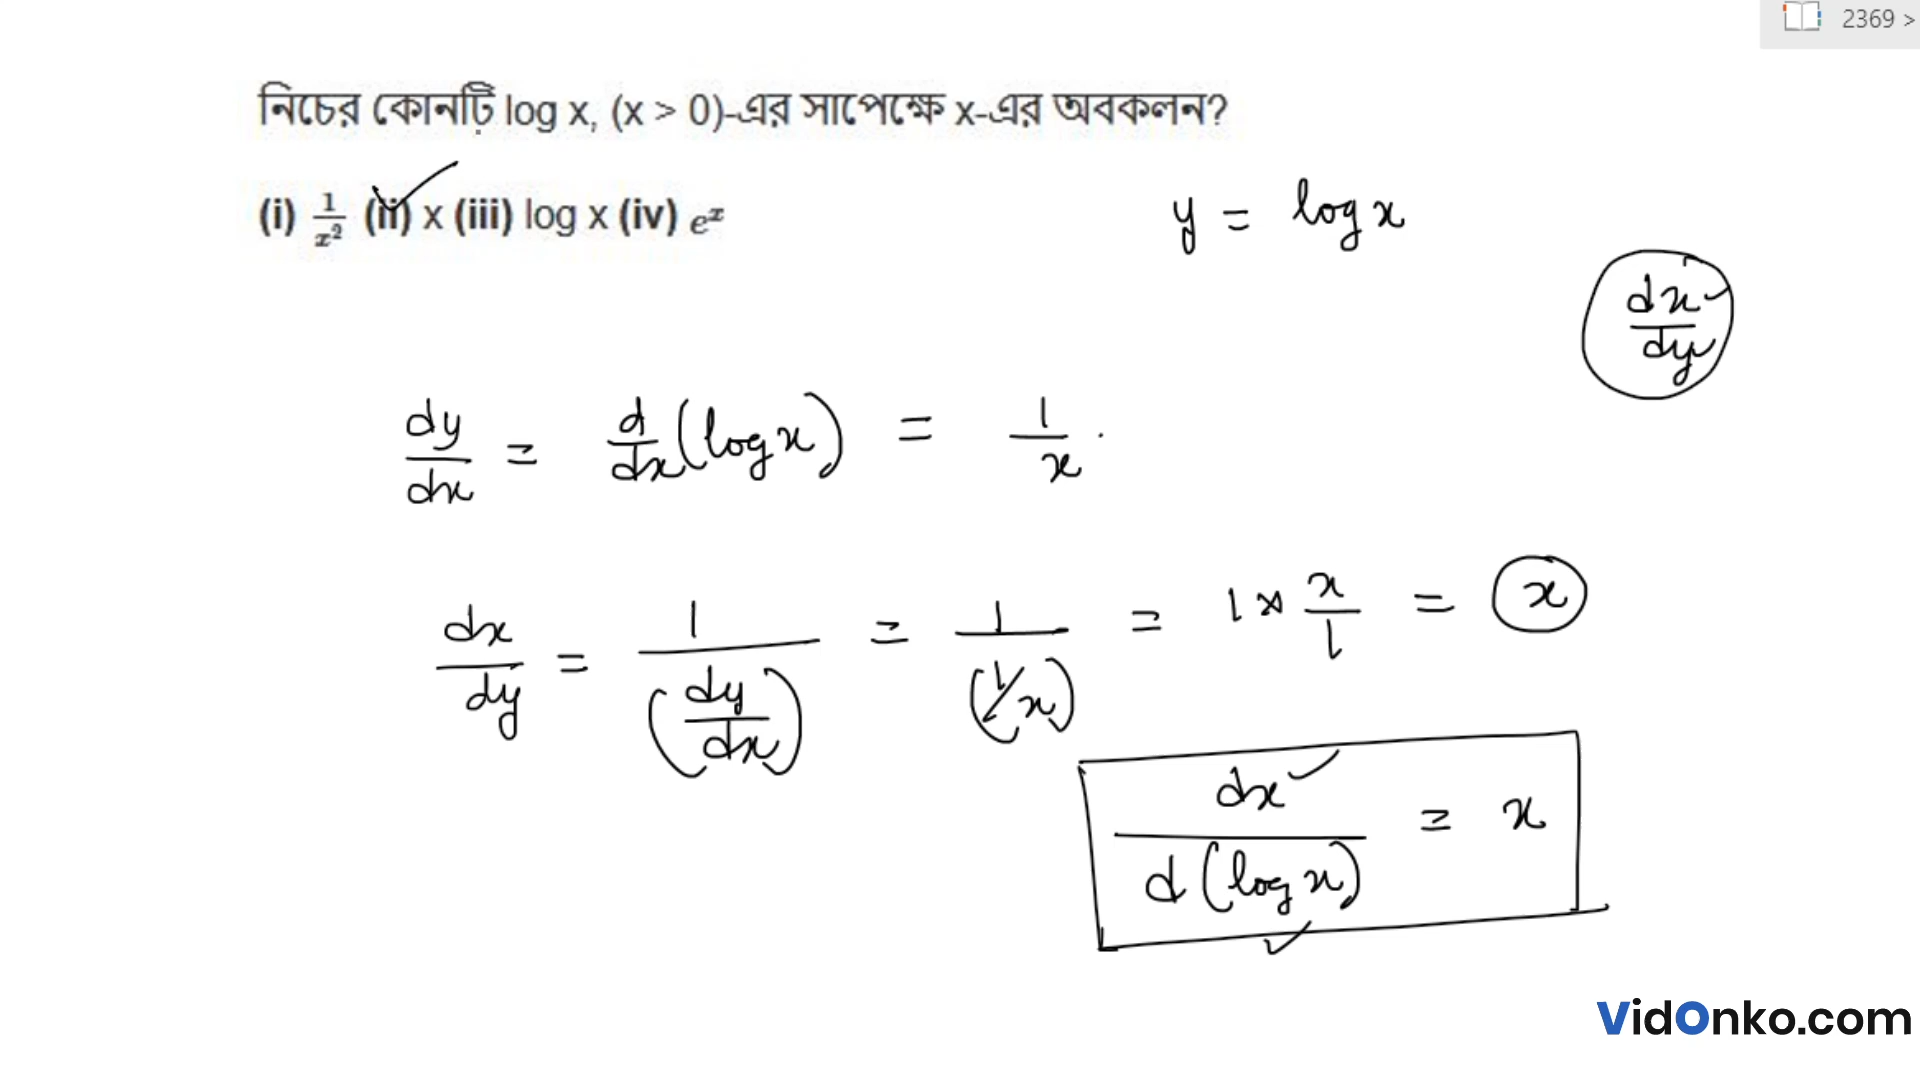 2369 >
নিচের কোনটি log x, (x > 0)-এর সাপেক্ষে x-এর অবকলন?
(i) 1/x² (ii) x (iii) log x (iv) eˣ
y = log x
dx/dy
dy/dx = d/dx (log x) = 1/x .
dx/dy = 1/(dy/dx) = 1/(1/x) = 1 × x/1 = x
dx/d(log x) = x
VidOnko.com